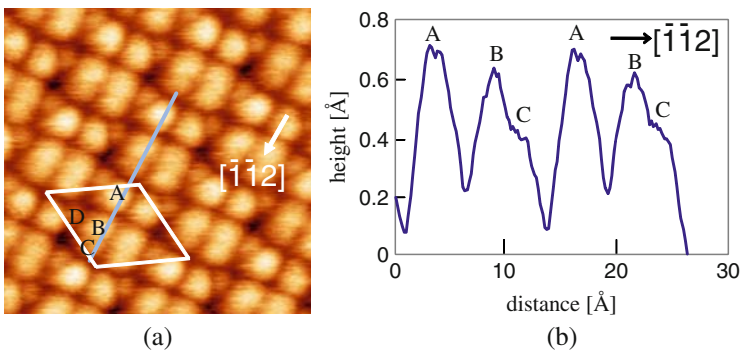 [1̅1̅2]
A
D
B
C
(a)
0.8
0.6
0.4
0.2
0
height [Å]
A
B
C
A
B
C
[1̅1̅2]
0
10
20
30
distance [Å]
(b)